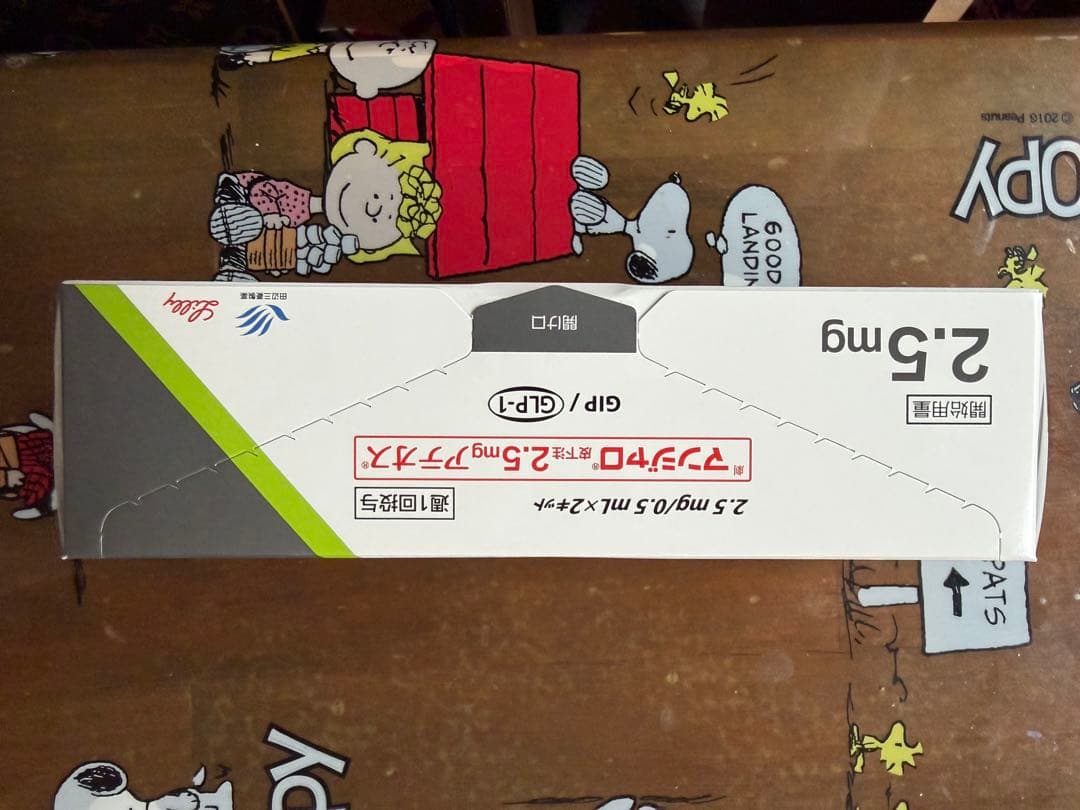 © 2016 Peanuts
OPY
GOOD
LANDIN
2.5 mg/0.5 mL×2キット
週1回投与
劇 マンジャロ® 皮下注 2.5mg アテオス®
GIP / GLP-1
開始用量
2.5mg
開け口
田辺三菱製薬
Lilly
PATS
PY